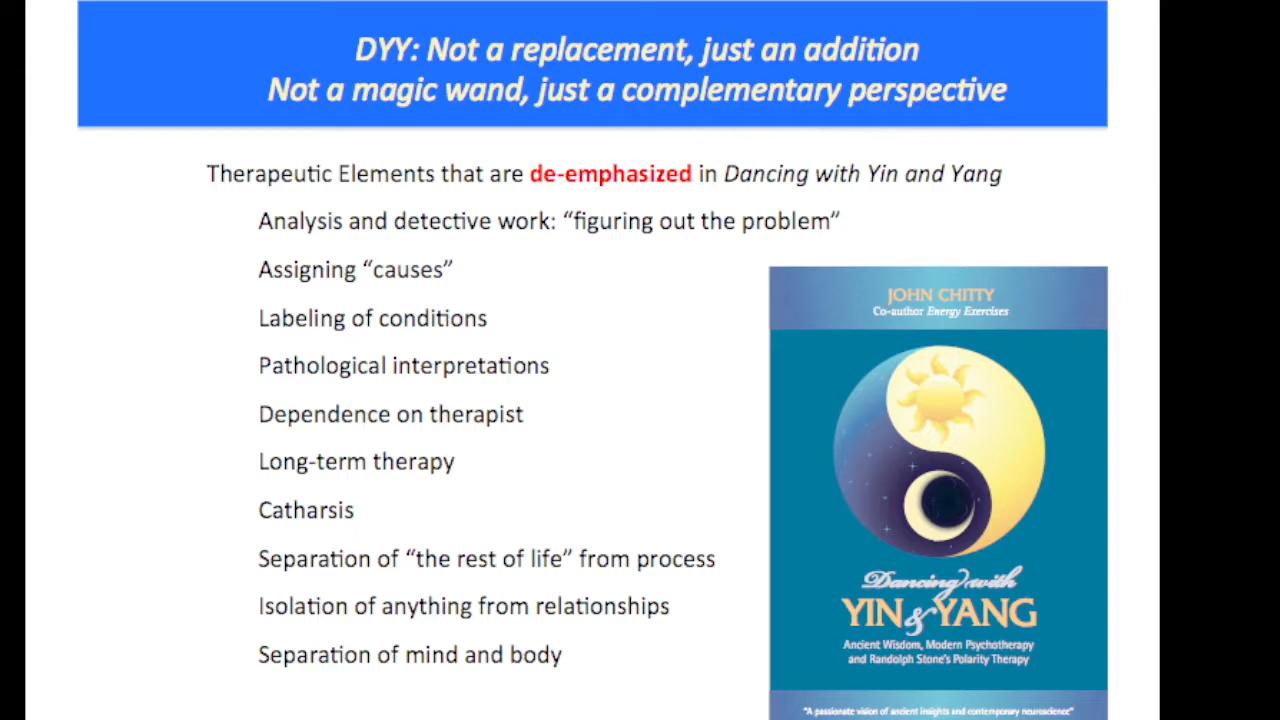 DYY: Not a replacement, just an addition
Not a magic wand, just a complementary perspective
Therapeutic Elements that are de-emphasized in Dancing with Yin and Yang
Analysis and detective work: “figuring out the problem”
Assigning “causes”
Labeling of conditions
Pathological interpretations
Dependence on therapist
Long-term therapy
Catharsis
Separation of “the rest of life” from process
Isolation of anything from relationships
Separation of mind and body
JOHN CHITTY
Co-author Energy Exercises
Dancing with
YIN & YANG
Ancient Wisdom, Modern Psychotherapy
and Randolph Stone's Polarity Therapy
"A passionate vision of ancient insights and contemporary neuroscience"